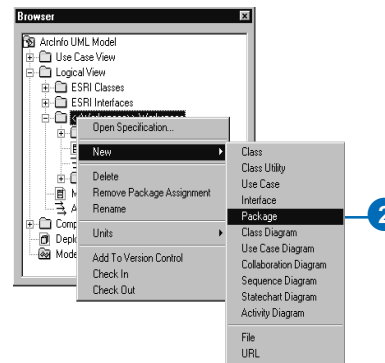 Browser
ArcInfo UML Model
Use Case View
Logical View
ESRI Classes
ESRI Interfaces
Workspace
Open Specification...
New
Delete
Remove Package Assignment
Rename
Units
Add To Version Control
Check In
Check Out
Class
Class Utility
Use Case
Interface
Package
Class Diagram
Use Case Diagram
Collaboration Diagram
Sequence Diagram
Statechart Diagram
Activity Diagram
File
URL
M
A
Comp
Deplo
Mode
2